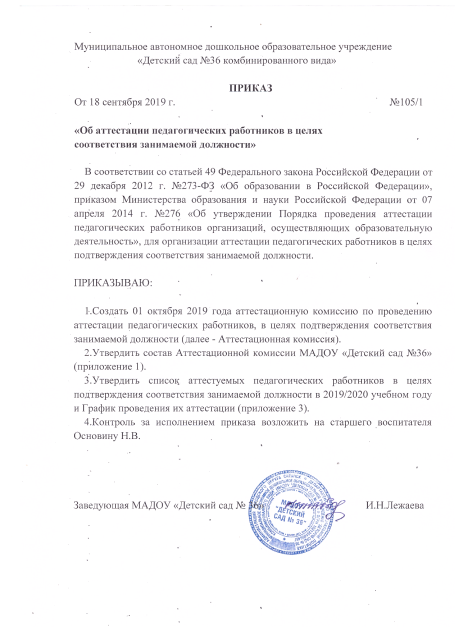 Муниципальное автономное дошкольное образовательное учреждение
«Детский сад №36 комбинированного вида»
ПРИКАЗ
От 18 сентября 2019 г. №105/1
«Об аттестации педагогических работников в целях
соответствия занимаемой должности»
В соответствии со статьей 49 Федерального закона Российской Федерации от
29 декабря 2012 г. №273-ФЗ «Об образовании в Российской Федерации»,
приказом Министерства образования и науки Российской Федерации от 07
апреля 2014 г. №276 «Об утверждении Порядка проведения аттестации
педагогических работников организаций, осуществляющих образовательную
деятельность», для организации аттестации педагогических работников в целях
подтверждения соответствия занимаемой должности.
ПРИКАЗЫВАЮ:
1.Создать 01 октября 2019 года аттестационную комиссию по проведению
аттестации педагогических работников, в целях подтверждения соответствия
занимаемой должности (далее - Аттестационная комиссия).
2.Утвердить состав Аттестационной комиссии МАДОУ «Детский сад №36»
(приложение 1).
3.Утвердить список аттестуемых педагогических работников в целях
подтверждения соответствия занимаемой должности в 2019/2020 учебном году
и График проведения их аттестации (приложение 3).
4.Контроль за исполнением приказа возложить на старшего воспитателя
Основину Н.В.
Заведующая МАДОУ «Детский сад № 36» И.Н.Лежаева
"ДЕТСКИЙ
САД № 36"